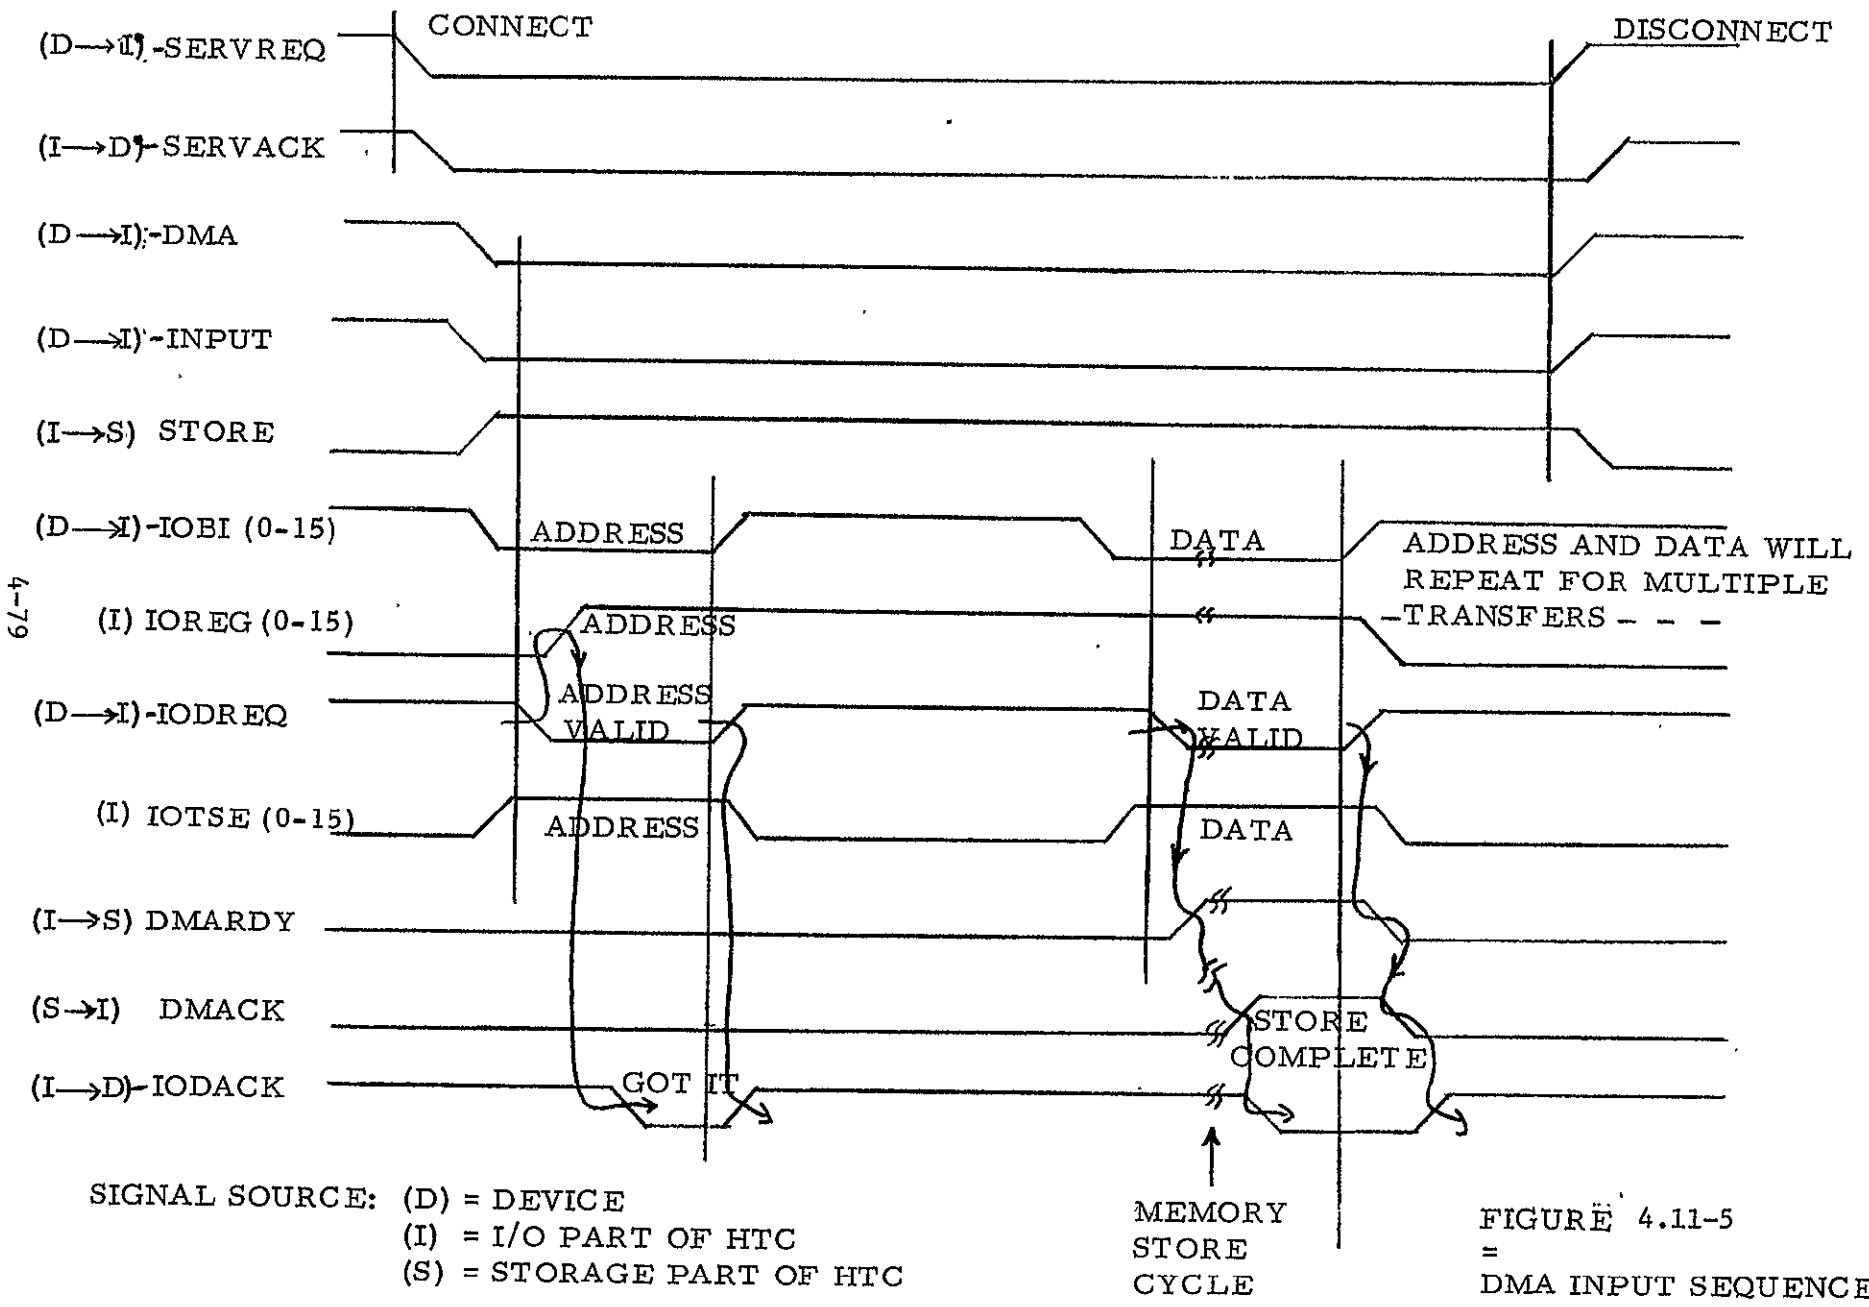 CONNECT
DISCONNECT
(D→I) -SERVREQ
(I→D) -SERVACK
(D→I) -DMA
(D→I) -INPUT
(I→S) STORE
(D→I) -IOBI (0-15)
ADDRESS
DATA
ADDRESS AND DATA WILL
REPEAT FOR MULTIPLE
-TRANSFERS - - -
(I) IOREG (0-15)
ADDRESS
(D→I) -IODREQ
ADDRESS
VALID
DATA
VALID
(I) IOTSE (0-15)
ADDRESS
DATA
(I→S) DMARDY
(S→I) DMACK
STORE
COMPLETE
(I→D) -IODACK
GOT IT
SIGNAL SOURCE: (D) = DEVICE
(I) = I/O PART OF HTC
(S) = STORAGE PART OF HTC
MEMORY
STORE
CYCLE
FIGURE 4.11-5
=
DMA INPUT SEQUENCE
4-79